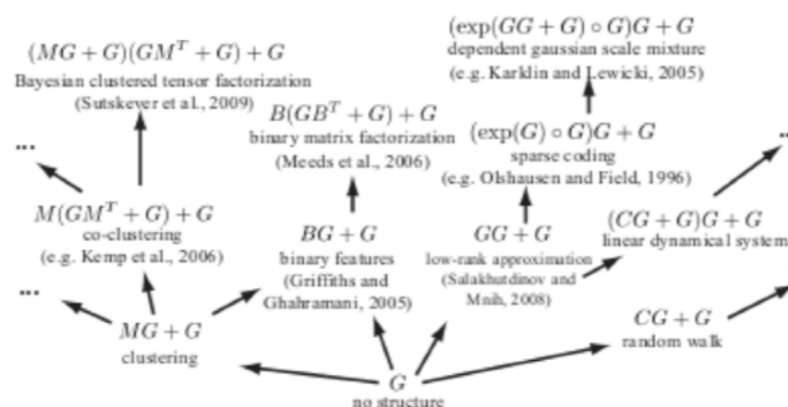 (MG + G)(GM^T + G) + G
Bayesian clustered tensor factorization
(Sutskever et al., 2009)
(exp(GG + G) ∘ G)G + G
dependent gaussian scale mixture
(e.g. Karklin and Lewicki, 2005)
B(GB^T + G) + G
binary matrix factorization
(Meeds et al., 2006)
(exp(G) ∘ G)G + G
sparse coding
(e.g. Olshausen and Field, 1996)
...
..
M(GM^T + G) + G
co-clustering
(e.g. Kemp et al., 2006)
BG + G
binary features
(Griffiths and
Ghahramani, 2005)
GG + G
low-rank approximation
(Salakhutdinov and
Mnih, 2008)
(CG + G)G + G
linear dynamical system
...
MG + G
clustering
CG + G
random walk
G
no structure